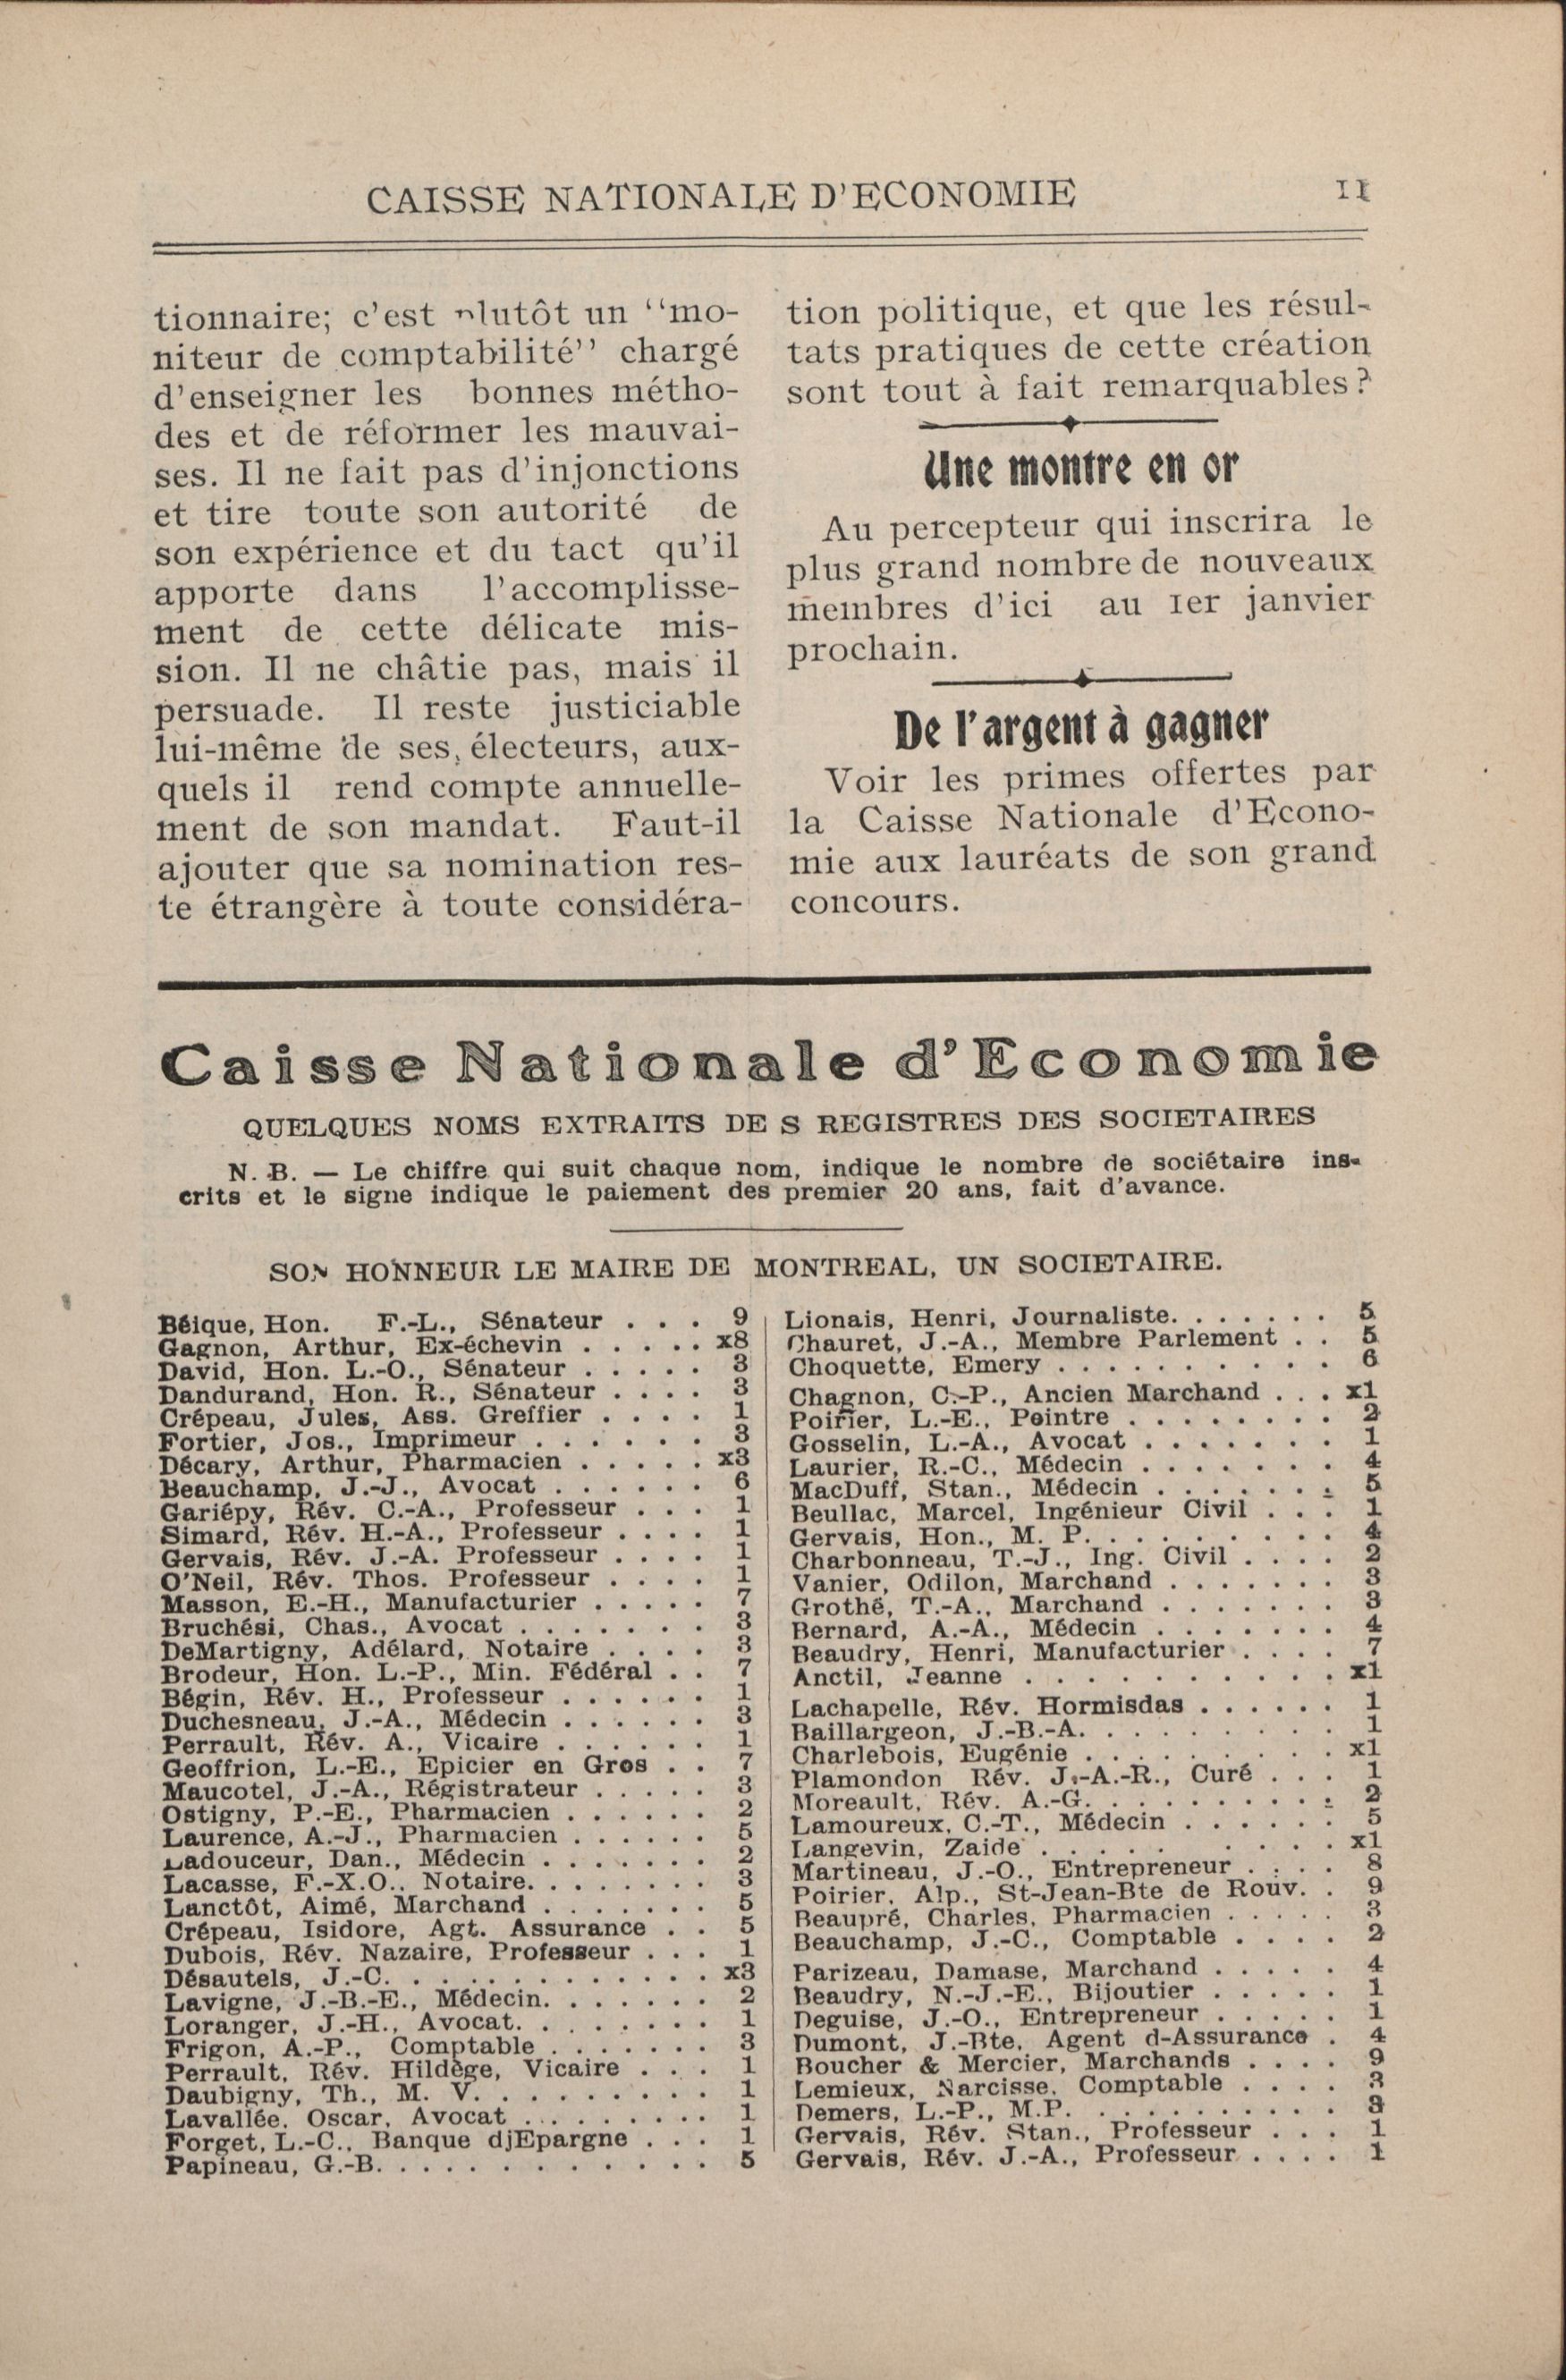 CAISSE NATIONALE D'ECONOMIE 11
tionnaire; c'est plutôt un ‘‘mo-
niteur de comptabilité’’ chargé
d'enseigner les bonnes métho-
des et de réformer les mauvai-
ses. Il ne fait pas d'injonctions
et tire toute son autorité de
son expérience et du tact qu'il
apporte dans l'accomplisse-
ment de cette délicate mis-
sion. Il ne châtie pas, mais il
persuade. Il reste justiciable
lui-même de ses électeurs, aux-
quels il rend compte annuelle-
ment de son mandat. Faut-il
ajouter que sa nomination res-
te étrangère à toute considéra-
tion politique, et que les résul-
tats pratiques de cette création
sont tout à fait remarquables?
Une montre en or
Au percepteur qui inscrira le
plus grand nombre de nouveaux
membres d'ici au 1er janvier
prochain.
De l'argent à gagner
Voir les primes offertes par
la Caisse Nationale d'Econo-
mie aux lauréats de son grand
concours.
Caisse Nationale d'Economie
QUELQUES NOMS EXTRAITS DE S REGISTRES DES SOCIETAIRES
N. B. — Le chiffre qui suit chaque nom, indique le nombre de sociétaire ins-
crits et le signe indique le paiement des premier 20 ans, fait d'avance.
SON HONNEUR LE MAIRE DE MONTREAL, UN SOCIETAIRE.
Béique, Hon. F.-L., Sénateur . . . 9
Gagnon, Arthur, Ex-échevin . . . . . x8
David, Hon. L.-O., Sénateur . . . . . 3
Dandurand, Hon. R., Sénateur . . . . 3
Crépeau, Jules, Ass. Greffier . . . . 1
Fortier, Jos., Imprimeur . . . . . . 3
Décary, Arthur, Pharmacien . . . . . x3
Beauchamp, J.-J., Avocat . . . . . . 6
Gariépy, Rév. C.-A., Professeur . . . 1
Simard, Rév. H.-A., Professeur . . . . 1
Gervais, Rév. J.-A. Professeur . . . . 1
O'Neil, Rév. Thos. Professeur . . . . 1
Masson, E.-H., Manufacturier . . . . . 7
Bruchési, Chas., Avocat . . . . . . . 3
DeMartigny, Adélard, Notaire . . . . 3
Brodeur, Hon. L.-P., Min. Fédéral . . 7
Bégin, Rév. H., Professeur . . . . . . 1
Duchesneau, J.-A., Médecin . . . . . . 3
Perrault, Rév. A., Vicaire . . . . . . 1
Geoffrion, L.-E., Epicier en Gros . . 7
Maucotel, J.-A., Régistrateur . . . . . 3
Ostigny, P.-E., Pharmacien . . . . . . 2
Laurence, A.-J., Pharmacien . . . . . . 5
Ladouceur, Dan., Médecin . . . . . . . 2
Lacasse, F.-X.O., Notaire. . . . . . . . 3
Lanctôt, Aimé, Marchand . . . . . . . 5
Crépeau, Isidore, Agt. Assurance . . 5
Dubois, Rév. Nazaire, Professeur . . . 1
Désautels, J.-C. . . . . . . . . . . . . x3
Lavigne, J.-B.-E., Médecin. . . . . . . 2
Loranger, J.-H., Avocat. . . . . . . . 1
Frigon, A.-P., Comptable . . . . . . . 3
Perrault, Rév. Hildège, Vicaire . . . 1
Daubigny, Th., M. V. . . . . . . . . . 1
Lavallée, Oscar, Avocat . . . . . . . . 1
Forget, L.-C., Banque djEpargne . . . 1
Papineau, G.-B. . . . . . . . . . . . . 5
Lionais, Henri, Journaliste. . . . . . . 5
Chauret, J.-A., Membre Parlement . . 5
Choquette, Emery . . . . . . . . . . . 6
Chagnon, C.-P., Ancien Marchand . . . x1
Poirier, L.-E., Peintre . . . . . . . . 2
Gosselin, L.-A., Avocat . . . . . . . 1
Laurier, R.-C., Médecin . . . . . . . 4
MacDuff, Stan., Médecin . . . . . . . 5
Beullac, Marcel, Ingénieur Civil . . . 1
Gervais, Hon., M. P. . . . . . . . . . 4
Charbonneau, T.-J., Ing. Civil . . . . 2
Vanier, Odilon, Marchand . . . . . . . 3
Grothé, T.-A., Marchand . . . . . . . 3
Bernard, A.-A., Médecin . . . . . . . 4
Beaudry, Henri, Manufacturier . . . . 7
Anctil, Jeanne . . . . . . . . . . . . x1
Lachapelle, Rév. Hormisdas . . . . . . 1
Baillargeon, J.-B.-A. . . . . . . . . . 1
Charlebois, Eugénie . . . . . . . . . . x1
Plamondon Rév. J.-A.-R., Curé . . . 1
Moreault, Rév. A.-G. . . . . . . . . . 2
Lamoureux, C.-T., Médecin . . . . . . 5
Langevin, Zaide . . . . . . . . . . x1
Martineau, J.-O., Entrepreneur . . . . 8
Poirier, Alp., St-Jean-Bte de Rouv. . 9
Beaupré, Charles, Pharmacien . . . . . 3
Beauchamp, J.-C., Comptable . . . . 2
Parizeau, Damase, Marchand . . . . . 4
Beaudry, N.-J.-E., Bijoutier . . . . . 1
Deguise, J.-O., Entrepreneur . . . . . 1
Dumont, J.-Bte, Agent d-Assurance . 4
Boucher & Mercier, Marchands . . . . 9
Lemieux, Narcisse, Comptable . . . . 3
Demers, L.-P., M.P. . . . . . . . . . . 3
Gervais, Rév. Stan., Professeur . . . 1
Gervais, Rév. J.-A., Professeur . . . . 1